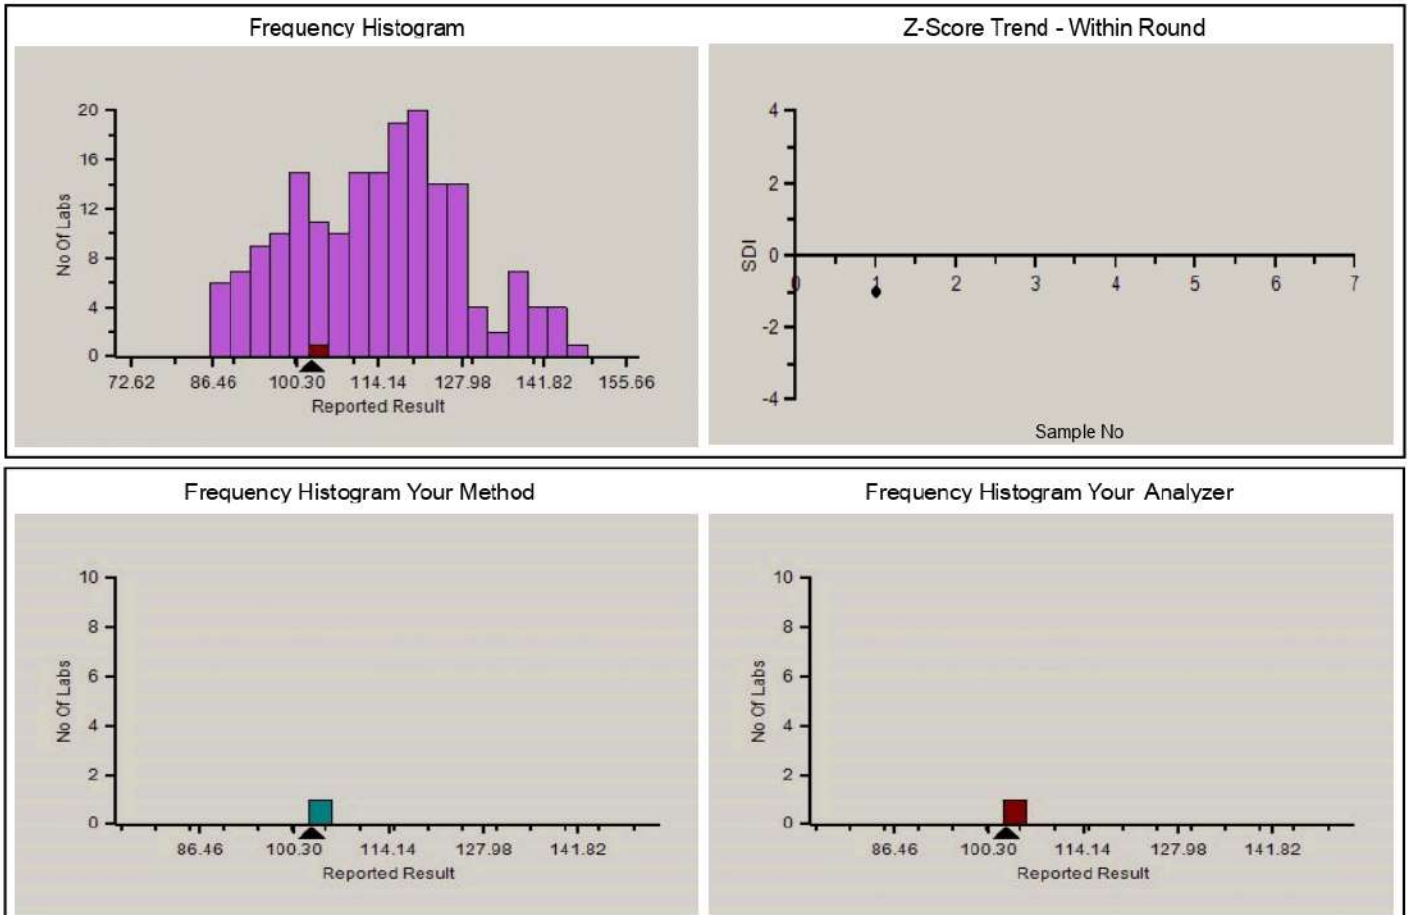 Frequency Histogram
20
16
12
8
4
0
No Of Labs
72.62 86.46 100.30 114.14 127.98 141.82 155.66
Reported Result
Z-Score Trend - Within Round
4
2
0
-2
-4
SDI
0 1 2 3 4 5 6 7
Sample No
Frequency Histogram Your Method
10
8
6
4
2
0
No Of Labs
86.46 100.30 114.14 127.98 141.82
Reported Result
Frequency Histogram Your Analyzer
10
8
6
4
2
0
No Of Labs
86.46 100.30 114.14 127.98 141.82
Reported Result